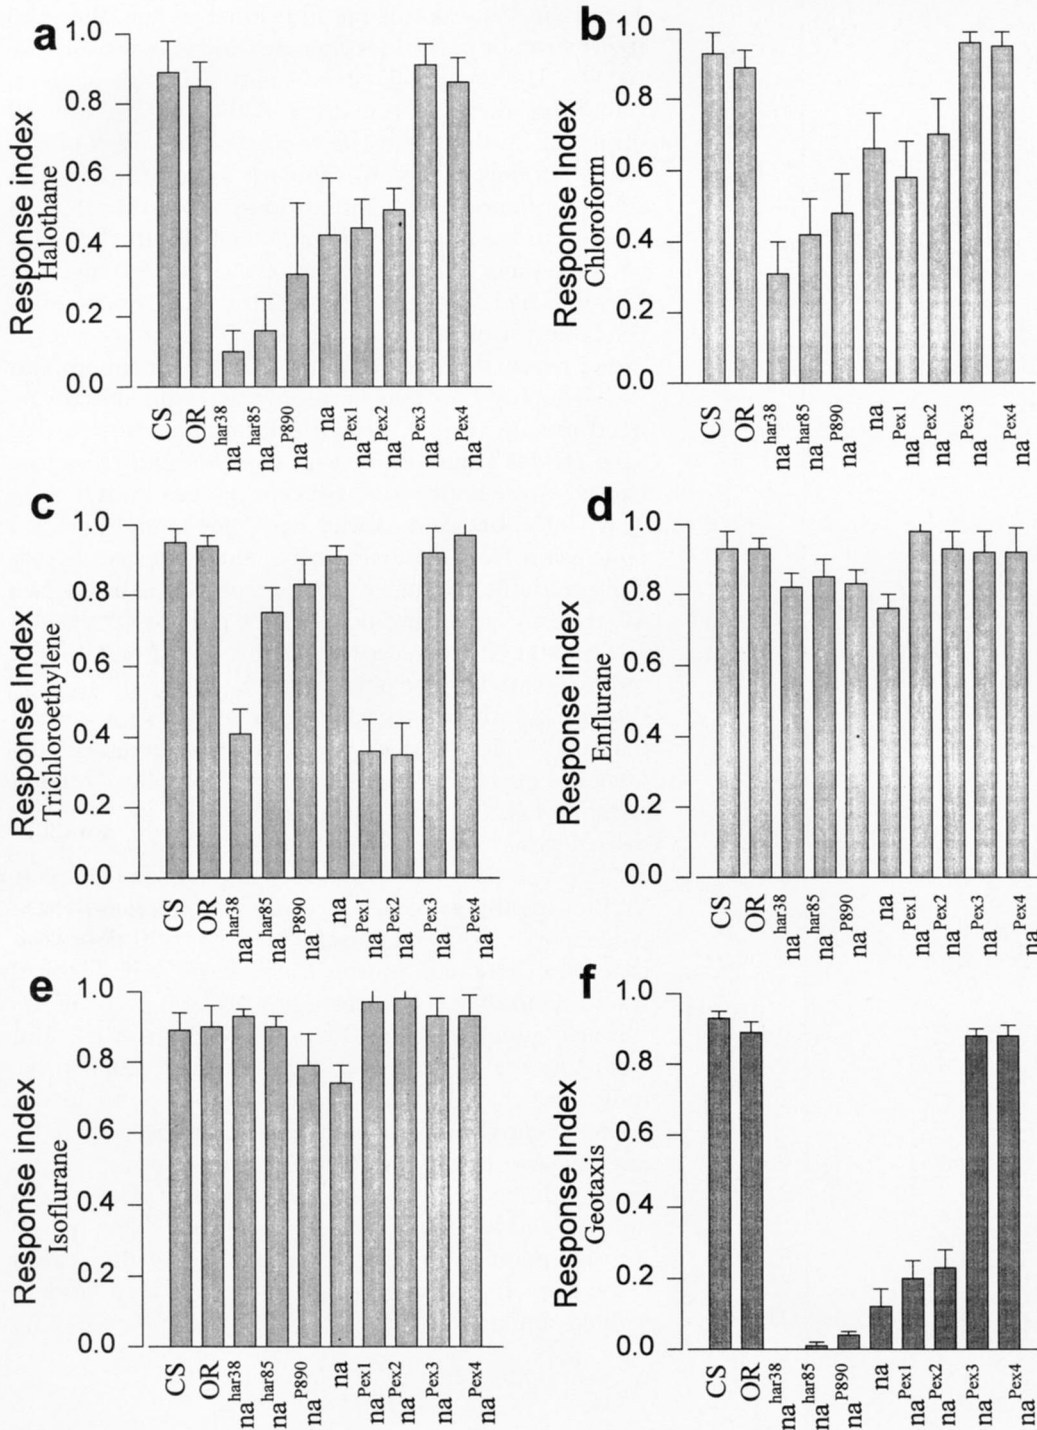 a
Response index
Halothane
1.0
0.8
0.6
0.4
0.2
0.0
CS
OR
na^har38
na^har85
na^P890
na
na^Pex1
na^Pex2
na^Pex3
na^Pex4
b
Response Index
Chloroform
1.0
0.8
0.6
0.4
0.2
0.0
CS
OR
na^har38
na^har85
na^P890
na
na^Pex1
na^Pex2
na^Pex3
na^Pex4
c
Response Index
Trichloroethylene
1.0
0.8
0.6
0.4
0.2
0.0
CS
OR
na^har38
na^har85
na^P890
na
na^Pex1
na^Pex2
na^Pex3
na^Pex4
d
Response index
Enflurane
1.0
0.8
0.6
0.4
0.2
0.0
CS
OR
na^har38
na^har85
na^P890
na
na^Pex1
na^Pex2
na^Pex3
na^Pex4
e
Response index
Isoflurane
1.0
0.8
0.6
0.4
0.2
0.0
CS
OR
na^har38
na^har85
na^P890
na
na^Pex1
na^Pex2
na^Pex3
na^Pex4
f
Response Index
Geotaxis
1.0
0.8
0.6
0.4
0.2
0.0
CS
OR
na^har38
na^har85
na^P890
na
na^Pex1
na^Pex2
na^Pex3
na^Pex4